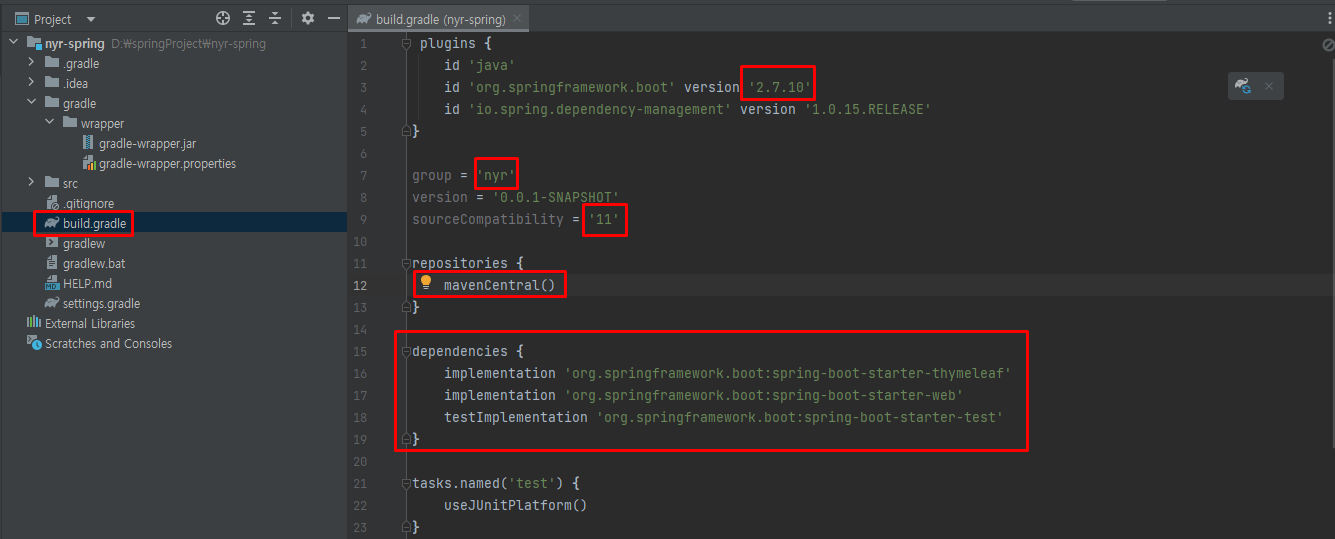 Project
nyr-spring D:₩springProject₩nyr-spring
.gradle
.idea
gradle
wrapper
gradle-wrapper.jar
gradle-wrapper.properties
src
.gitignore
build.gradle
gradlew
gradlew.bat
MD HELP.md
settings.gradle
External Libraries
Scratches and Consoles
build.gradle (nyr-spring)
1 plugins {
2 id 'java'
3 id 'org.springframework.boot' version '2.7.10'
4 id 'io.spring.dependency-management' version '1.0.15.RELEASE'
5 }
6
7 group = 'nyr'
8 version = '0.0.1-SNAPSHOT'
9 sourceCompatibility = '11'
10
11 repositories {
12 mavenCentral()
13 }
14
15 dependencies {
16 implementation 'org.springframework.boot:spring-boot-starter-thymeleaf'
17 implementation 'org.springframework.boot:spring-boot-starter-web'
18 testImplementation 'org.springframework.boot:spring-boot-starter-test'
19 }
20
21 tasks.named('test') {
22 useJUnitPlatform()
23 }